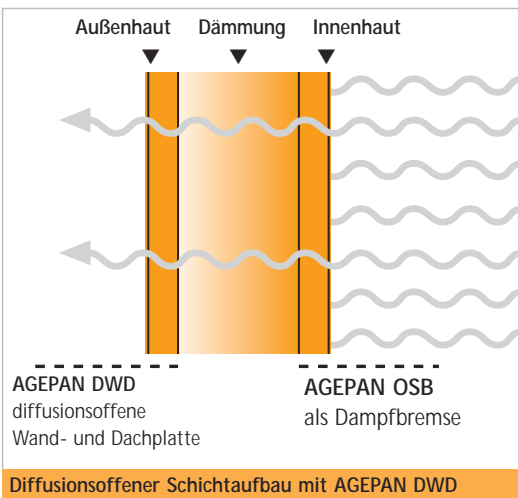 Außenhaut Dämmung Innenhaut
AGEPAN DWD
diffusionsoffene
Wand- und Dachplatte
AGEPAN OSB
als Dampfbremse
Diffusionsoffener Schichtaufbau mit AGEPAN DWD